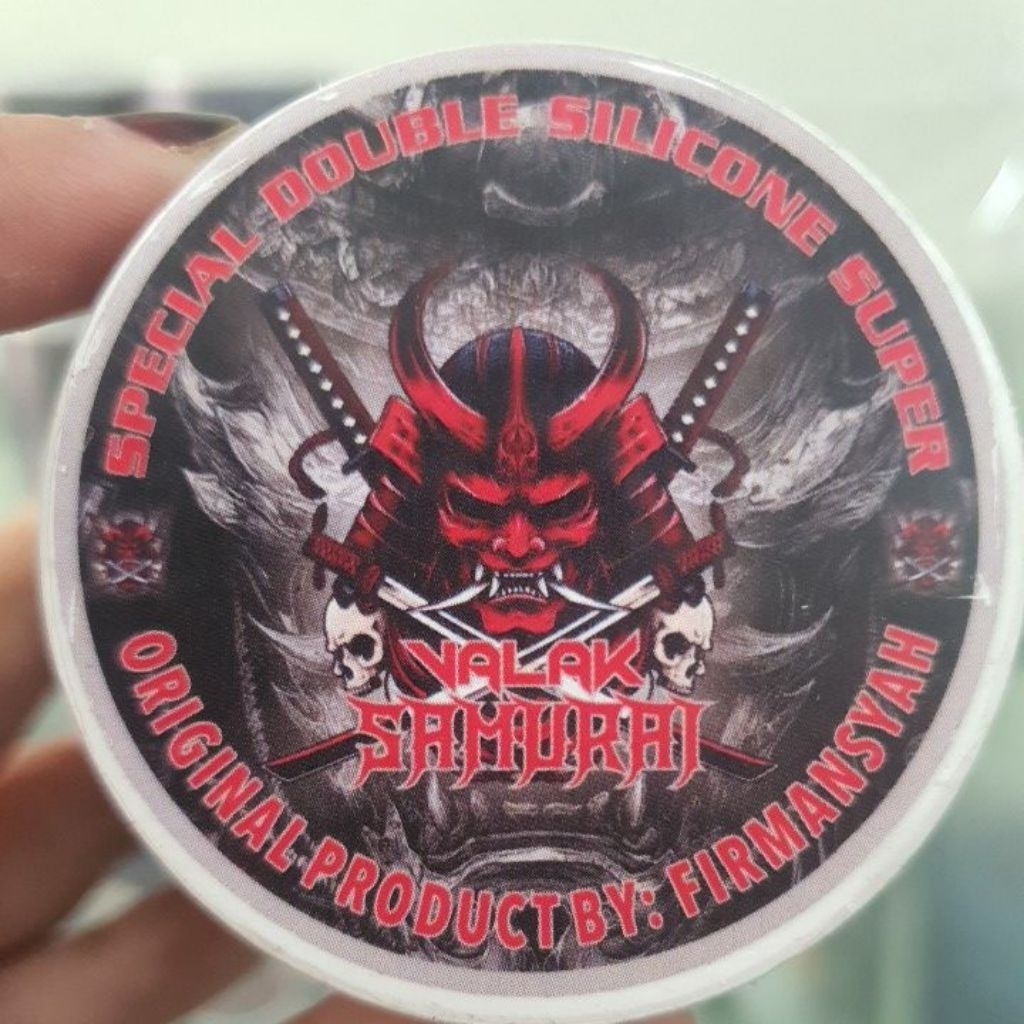 SPECIAL DOUBLE SILICONE SUPER
VALAK
SAMURAI
ORIGINAL PRODUCT BY: FIRMANSYAH